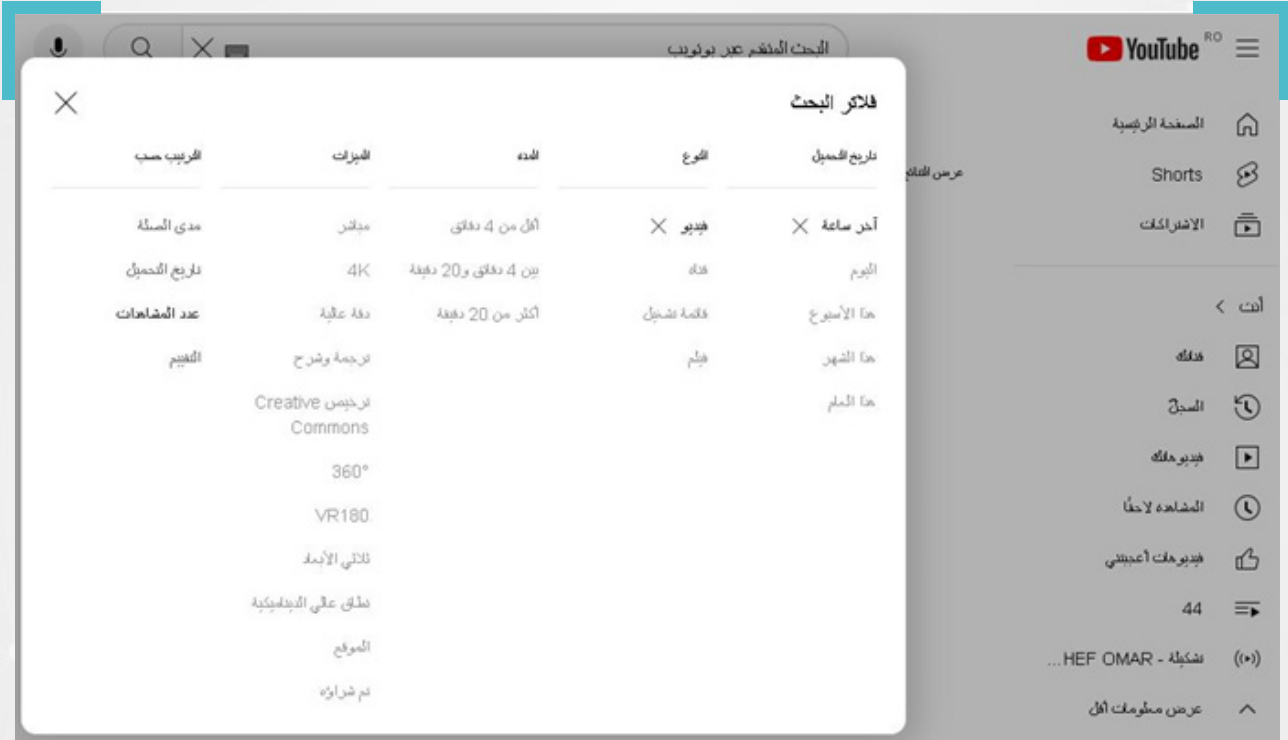 YouTube RO
البحث المتقدم عبر يوتيوب
الصفحة الرئيسية
Shorts
الاشتراكات
أنت
قناتك
السجلّ
فيديوهاتك
المشاهدة لاحقًا
فيديوهات أعجبتني
44
تشكيلة - HEF OMAR...
عرض معلومات أقل
عرض النتائج
فلاتر البحث
تاريخ التحميل
آخر ساعة
اليوم
هذا الأسبوع
هذا الشهر
هذا العام
النوع
فيديو
قناة
قائمة تشغيل
فيلم
المدة
أقل من 4 دقائق
بين 4 دقائق و20 دقيقة
أكثر من 20 دقيقة
الميزات
مباشر
4K
دقة عالية
ترجمة وشرح
ترخيص Creative
Commons
360°
VR180
ثلاثي الأبعاد
نطاق عالي الديناميكية
الموقع
تم شراؤه
الترتيب حسب
مدى الصلة
تاريخ التحميل
عدد المشاهدات
التقييم